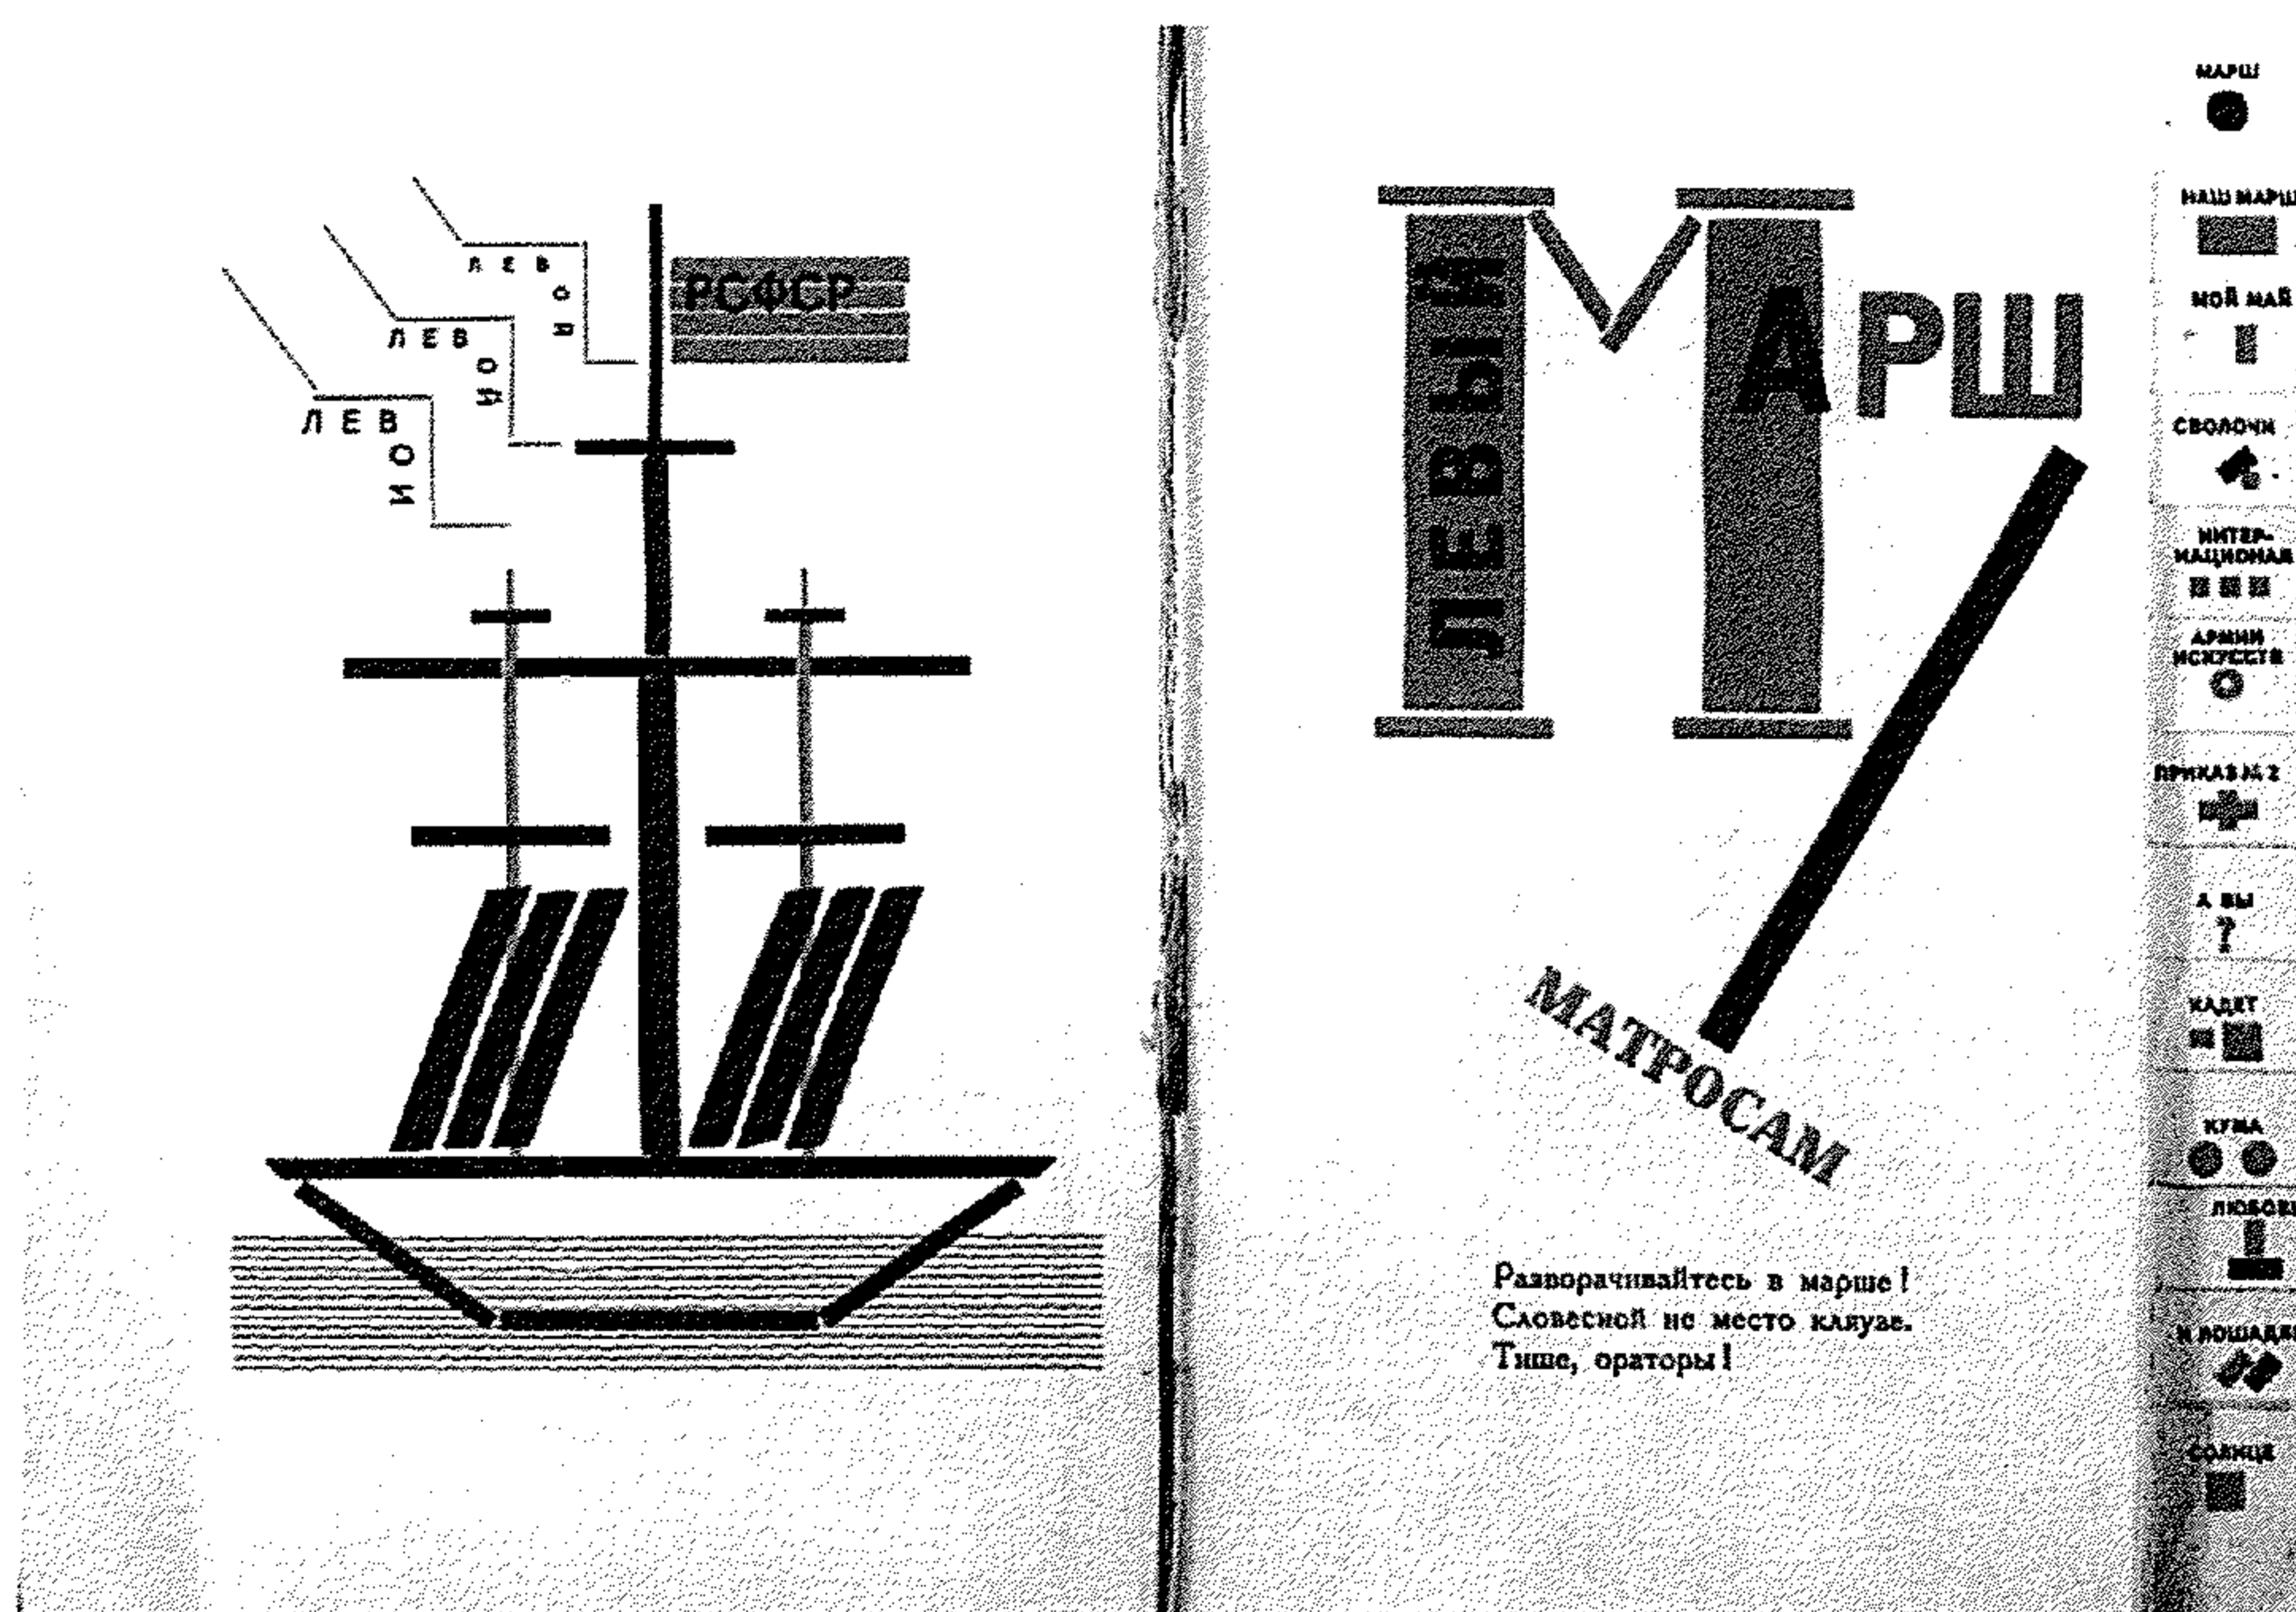 ЛЕВ
ОЙ
ЛЕВ
ОЙ
ЛЕВ
ОЙ
РСФСР
ЛЕВЫЙ
МАРШ
МАТРОСАМ
Разворачивайтесь в марше!
Словесной не место кляузе.
Тише, ораторы!
МАРШ
НАШ МАРШ
МОЙ МАЙ
СВОЛОЧИ
ИНТЕР-
НАЦИОНАЛ
АРМИИ
ИСКУССТВ
ПРИКАЗ № 2
А ВЫ
?
КАДЕТ
КУМА
ЛЮБОВЬ
СОЛНЦЕ